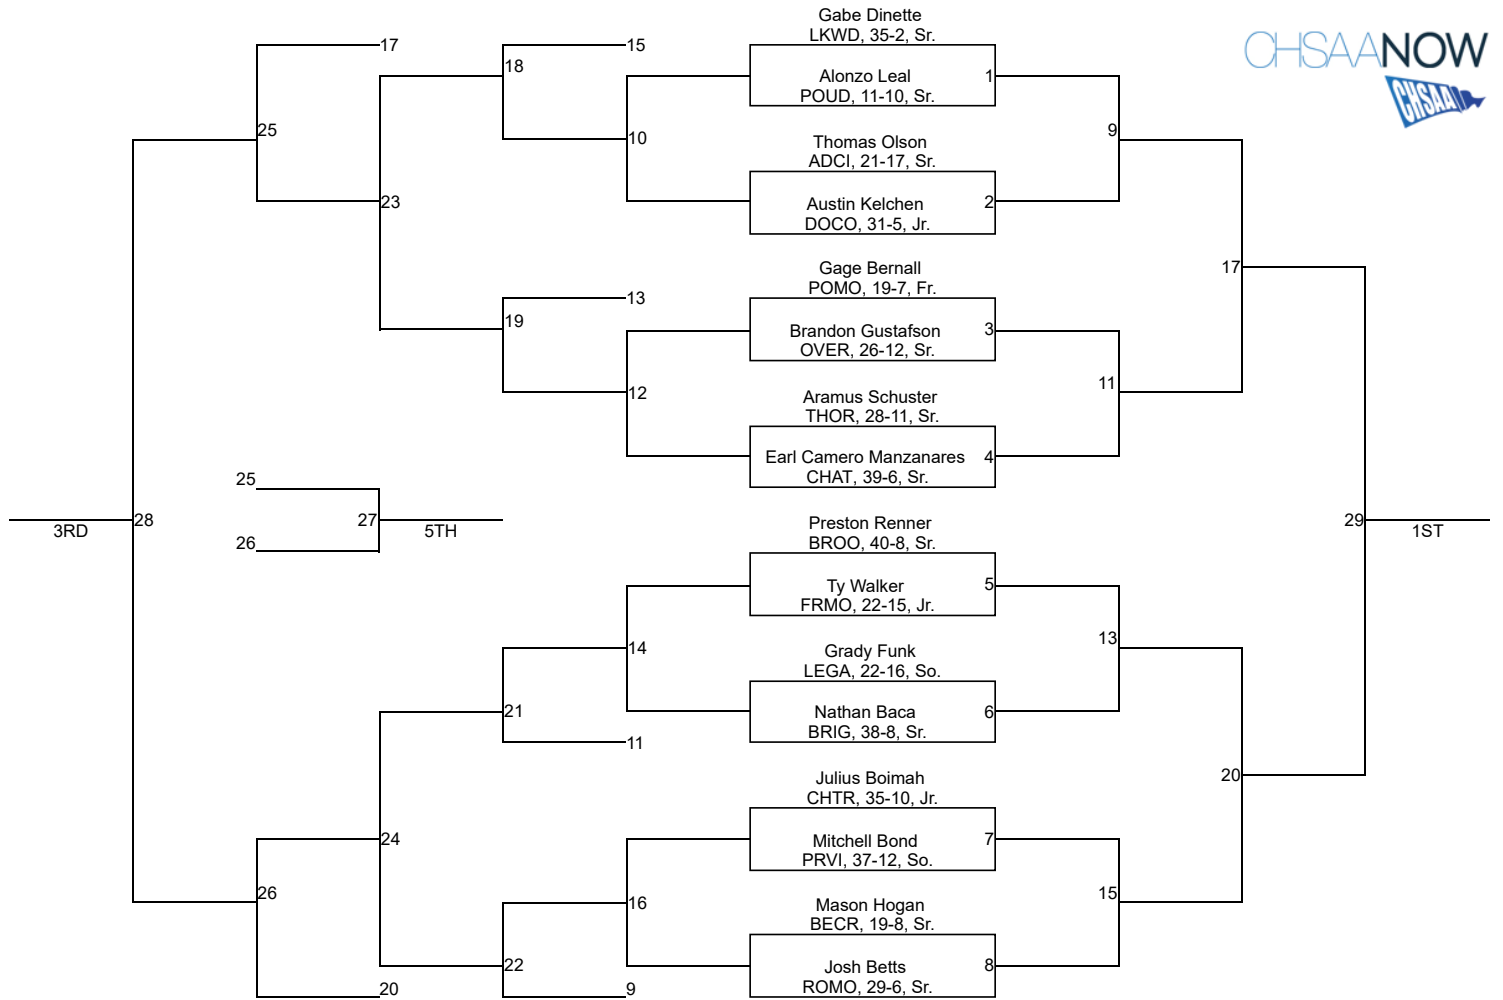 Gabe Dinette
LKWD, 35-2, Sr.
CHSAANOW
CHSAA
17
15
18
Alonzo Leal
1
POUD, 11-10, Sr.
25
10
9
Thomas Olson
ADCI, 21-17, Sr.
23
Austin Kelchen
2
DOCO, 31-5, Jr.
Gage Bernall
17
POMO, 19-7, Fr.
13
19
Brandon Gustafson
3
OVER, 26-12, Sr.
12
11
Aramus Schuster
THOR, 28-11, Sr.
Earl Camero Manzanares
4
CHAT, 39-6, Sr.
25
28
27
29
3RD
5TH
1ST
26
Preston Renner
BROO, 40-8, Sr.
Ty Walker
5
FRMO, 22-15, Jr.
14
13
Grady Funk
LEGA, 22-16, So.
21
Nathan Baca
6
BRIG, 38-8, Sr.
11
Julius Boimah
20
CHTR, 35-10, Jr.
24
Mitchell Bond
7
PRVI, 37-12, So.
26
16
15
Mason Hogan
BECR, 19-8, Sr.
22
Josh Betts
8
ROMO, 29-6, Sr.
20
9